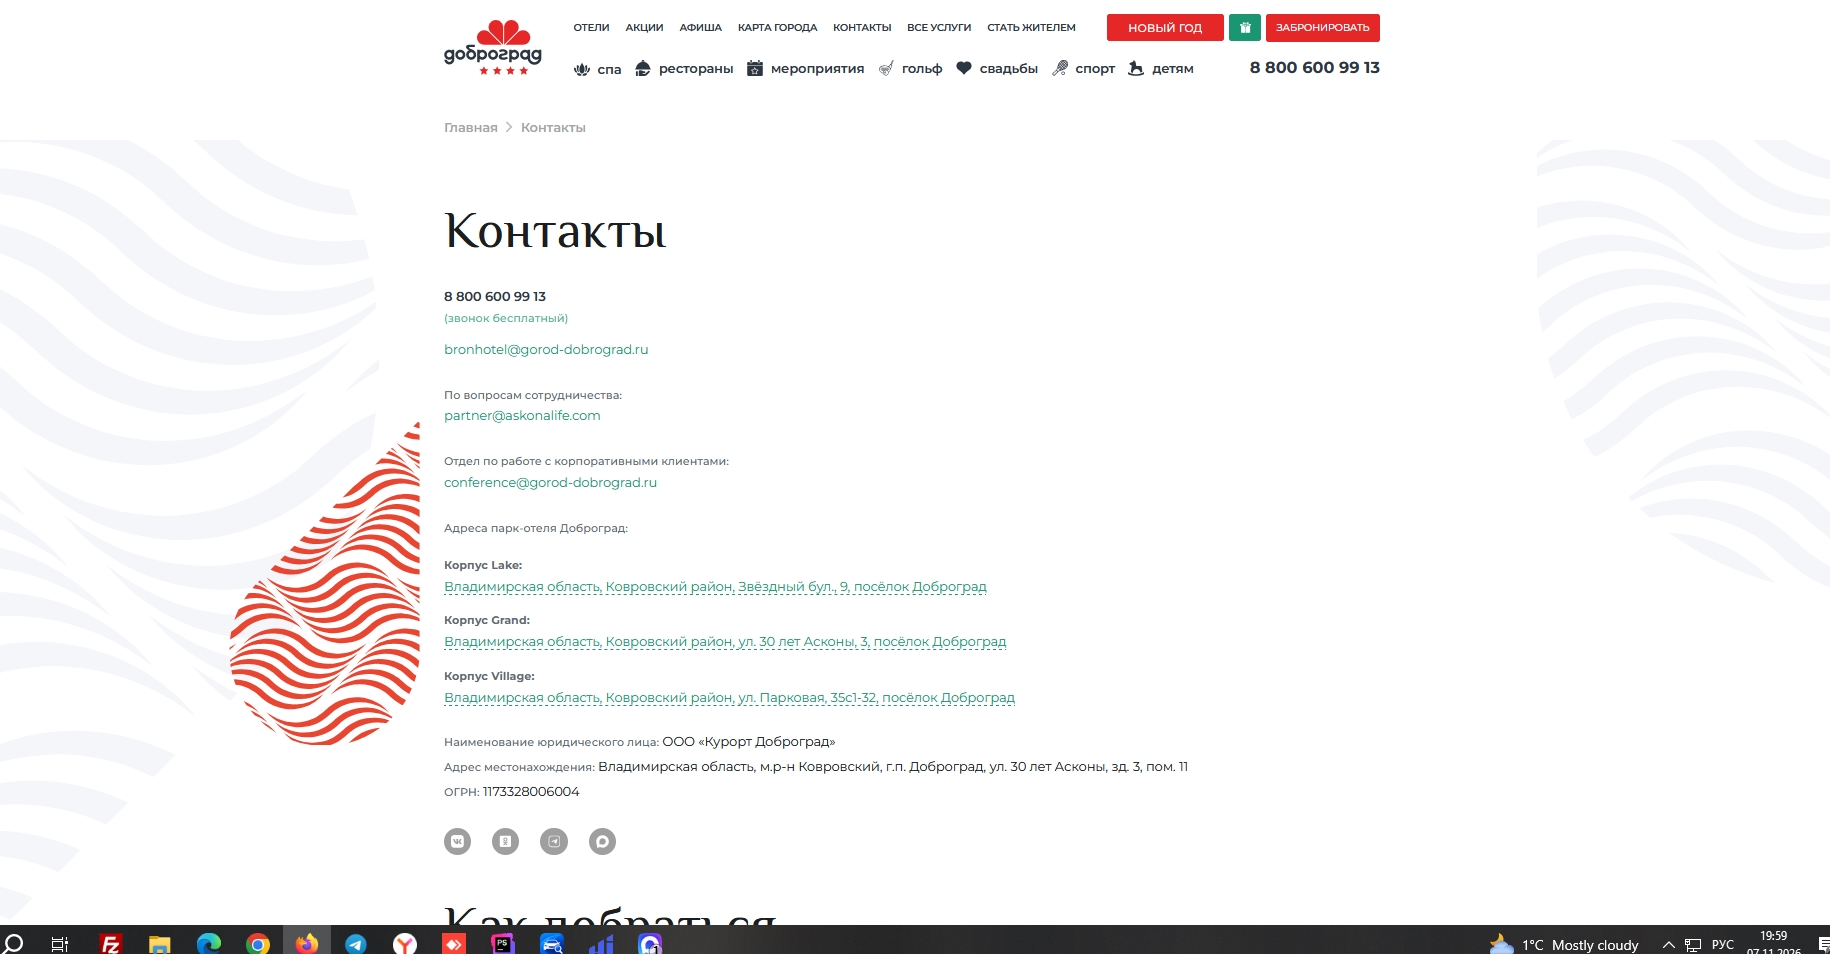 ОТЕЛИ АКЦИИ АФИША КАРТА ГОРОДА КОНТАКТЫ ВСЕ УСЛУГИ СТАТЬ ЖИТЕЛЕМ НОВЫЙ ГОД ЗАБРОНИРОВАТЬ
доброград
спа рестораны мероприятия гольф свадьбы спорт детям 8 800 600 99 13
Главная Контакты
Контакты
8 800 600 99 13
(звонок бесплатный)
bronhotel@gorod-dobrograd.ru
По вопросам сотрудничества:
partner@askonalife.com
Отдел по работе с корпоративными клиентами:
conference@gorod-dobrograd.ru
Адреса парк-отеля Доброград:
Корпус Lake:
Владимирская область, Ковровский район, Звёздный бул., 9, посёлок Доброград
Корпус Grand:
Владимирская область, Ковровский район, ул. 30 лет Асконы, 3, посёлок Доброград
Корпус Village:
Владимирская область, Ковровский район, ул. Парковая, 35с1-32, посёлок Доброград
Наименование юридического лица: ООО «Курорт Доброград»
Адрес местонахождения: Владимирская область, м.р-н Ковровский, г.п. Доброград, ул. 30 лет Асконы, зд. 3, пом. 11
ОГРН: 1173328006004
Как добраться
1°C Mostly cloudy РУС 19:59
07.11.2026